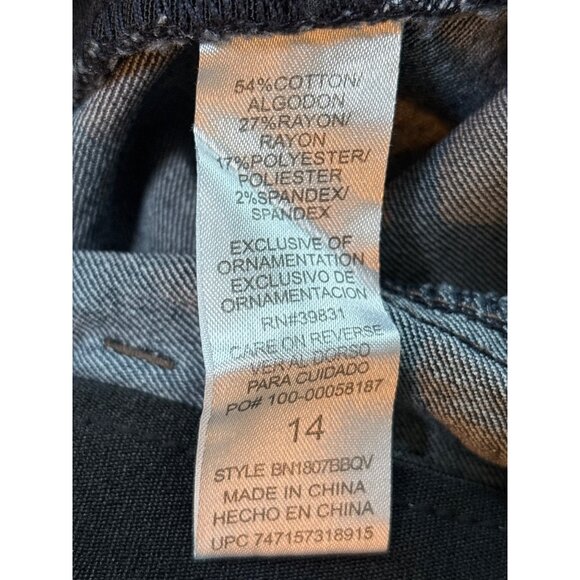 54%COTTON/
ALGODON
27%RAYON/
RAYON
17%POLYESTER/
POLIESTER
2%SPANDEX/
SPANDEX
EXCLUSIVE OF
ORNAMENTATION
EXCLUSIVO DE
ORNAMENTACION
RN#39831
CARE ON REVERSE
VER AL DORSO
PARA CUIDADO
PO# 100-00058187
14
STYLE BN1807BBQV
MADE IN CHINA
HECHO EN CHINA
UPC 747157318915